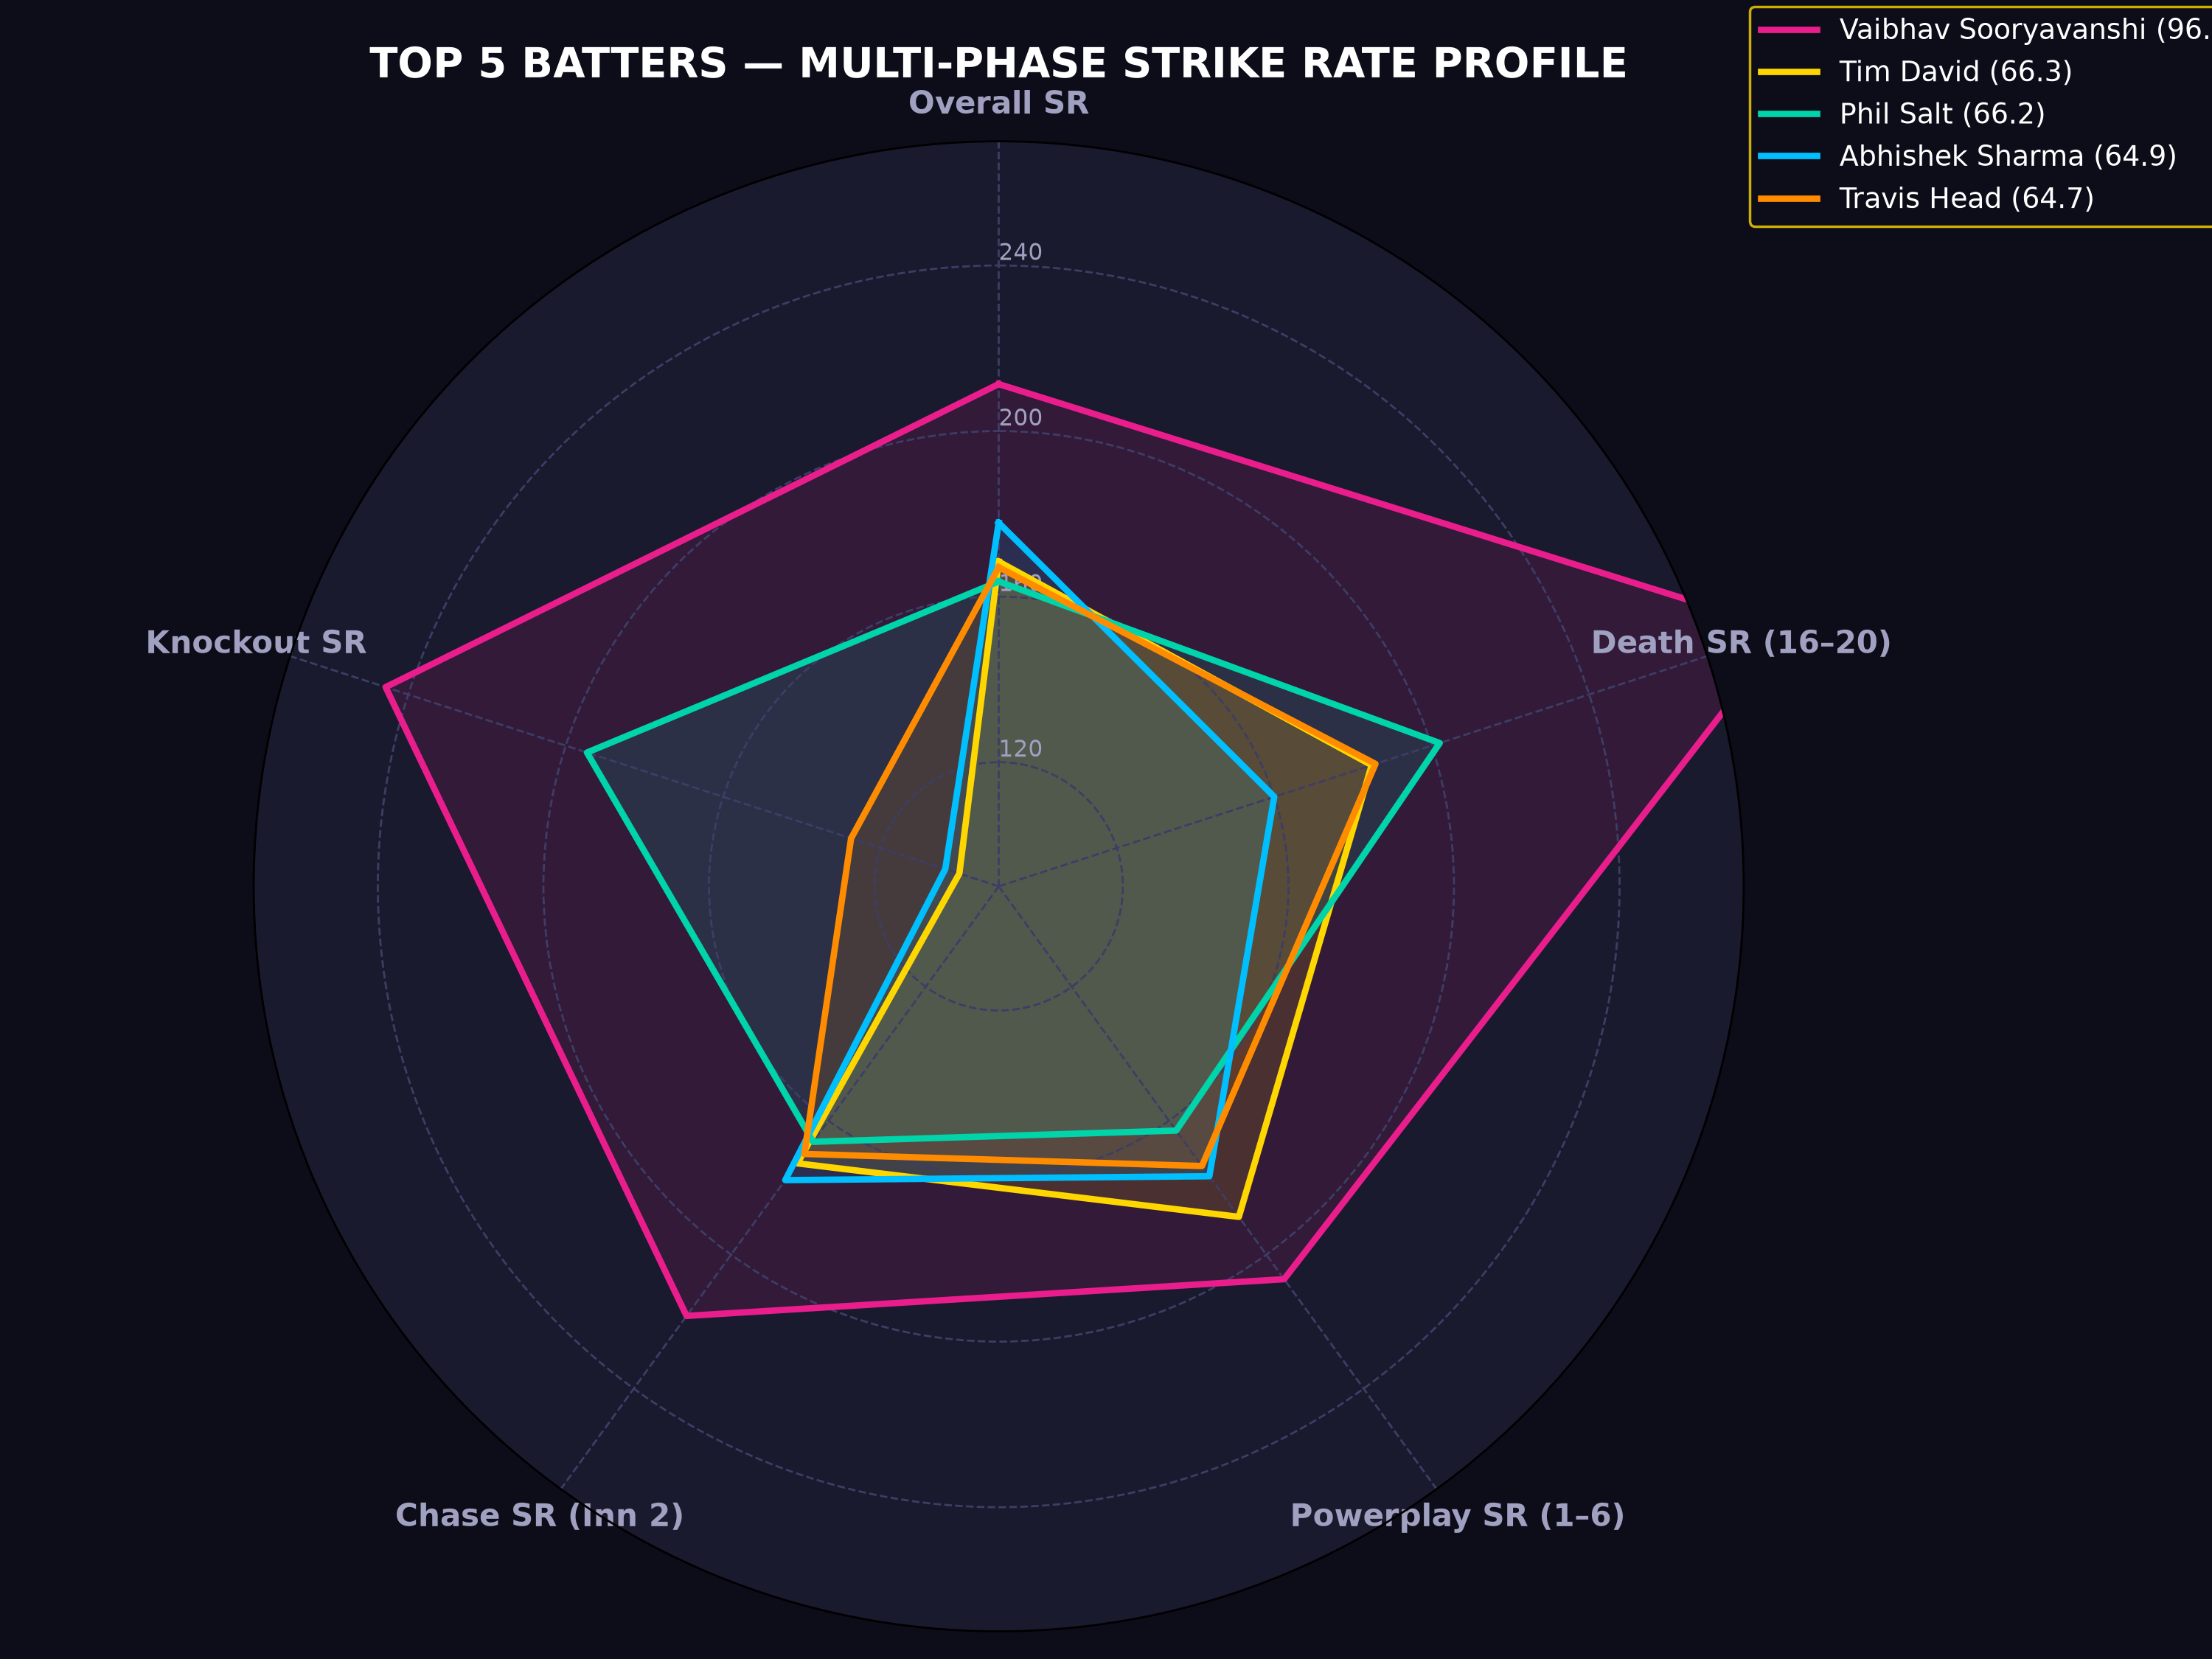 TOP 5 BATTERS — MULTI-PHASE STRIKE RATE PROFILE
Vaibhav Sooryavanshi (96.
Tim David (66.3)
Phil Salt (66.2)
Abhishek Sharma (64.9)
Travis Head (64.7)
Overall SR
240
200
120
Knockout SR
Death SR (16–20)
Chase SR (Inn 2)
Powerplay SR (1–6)